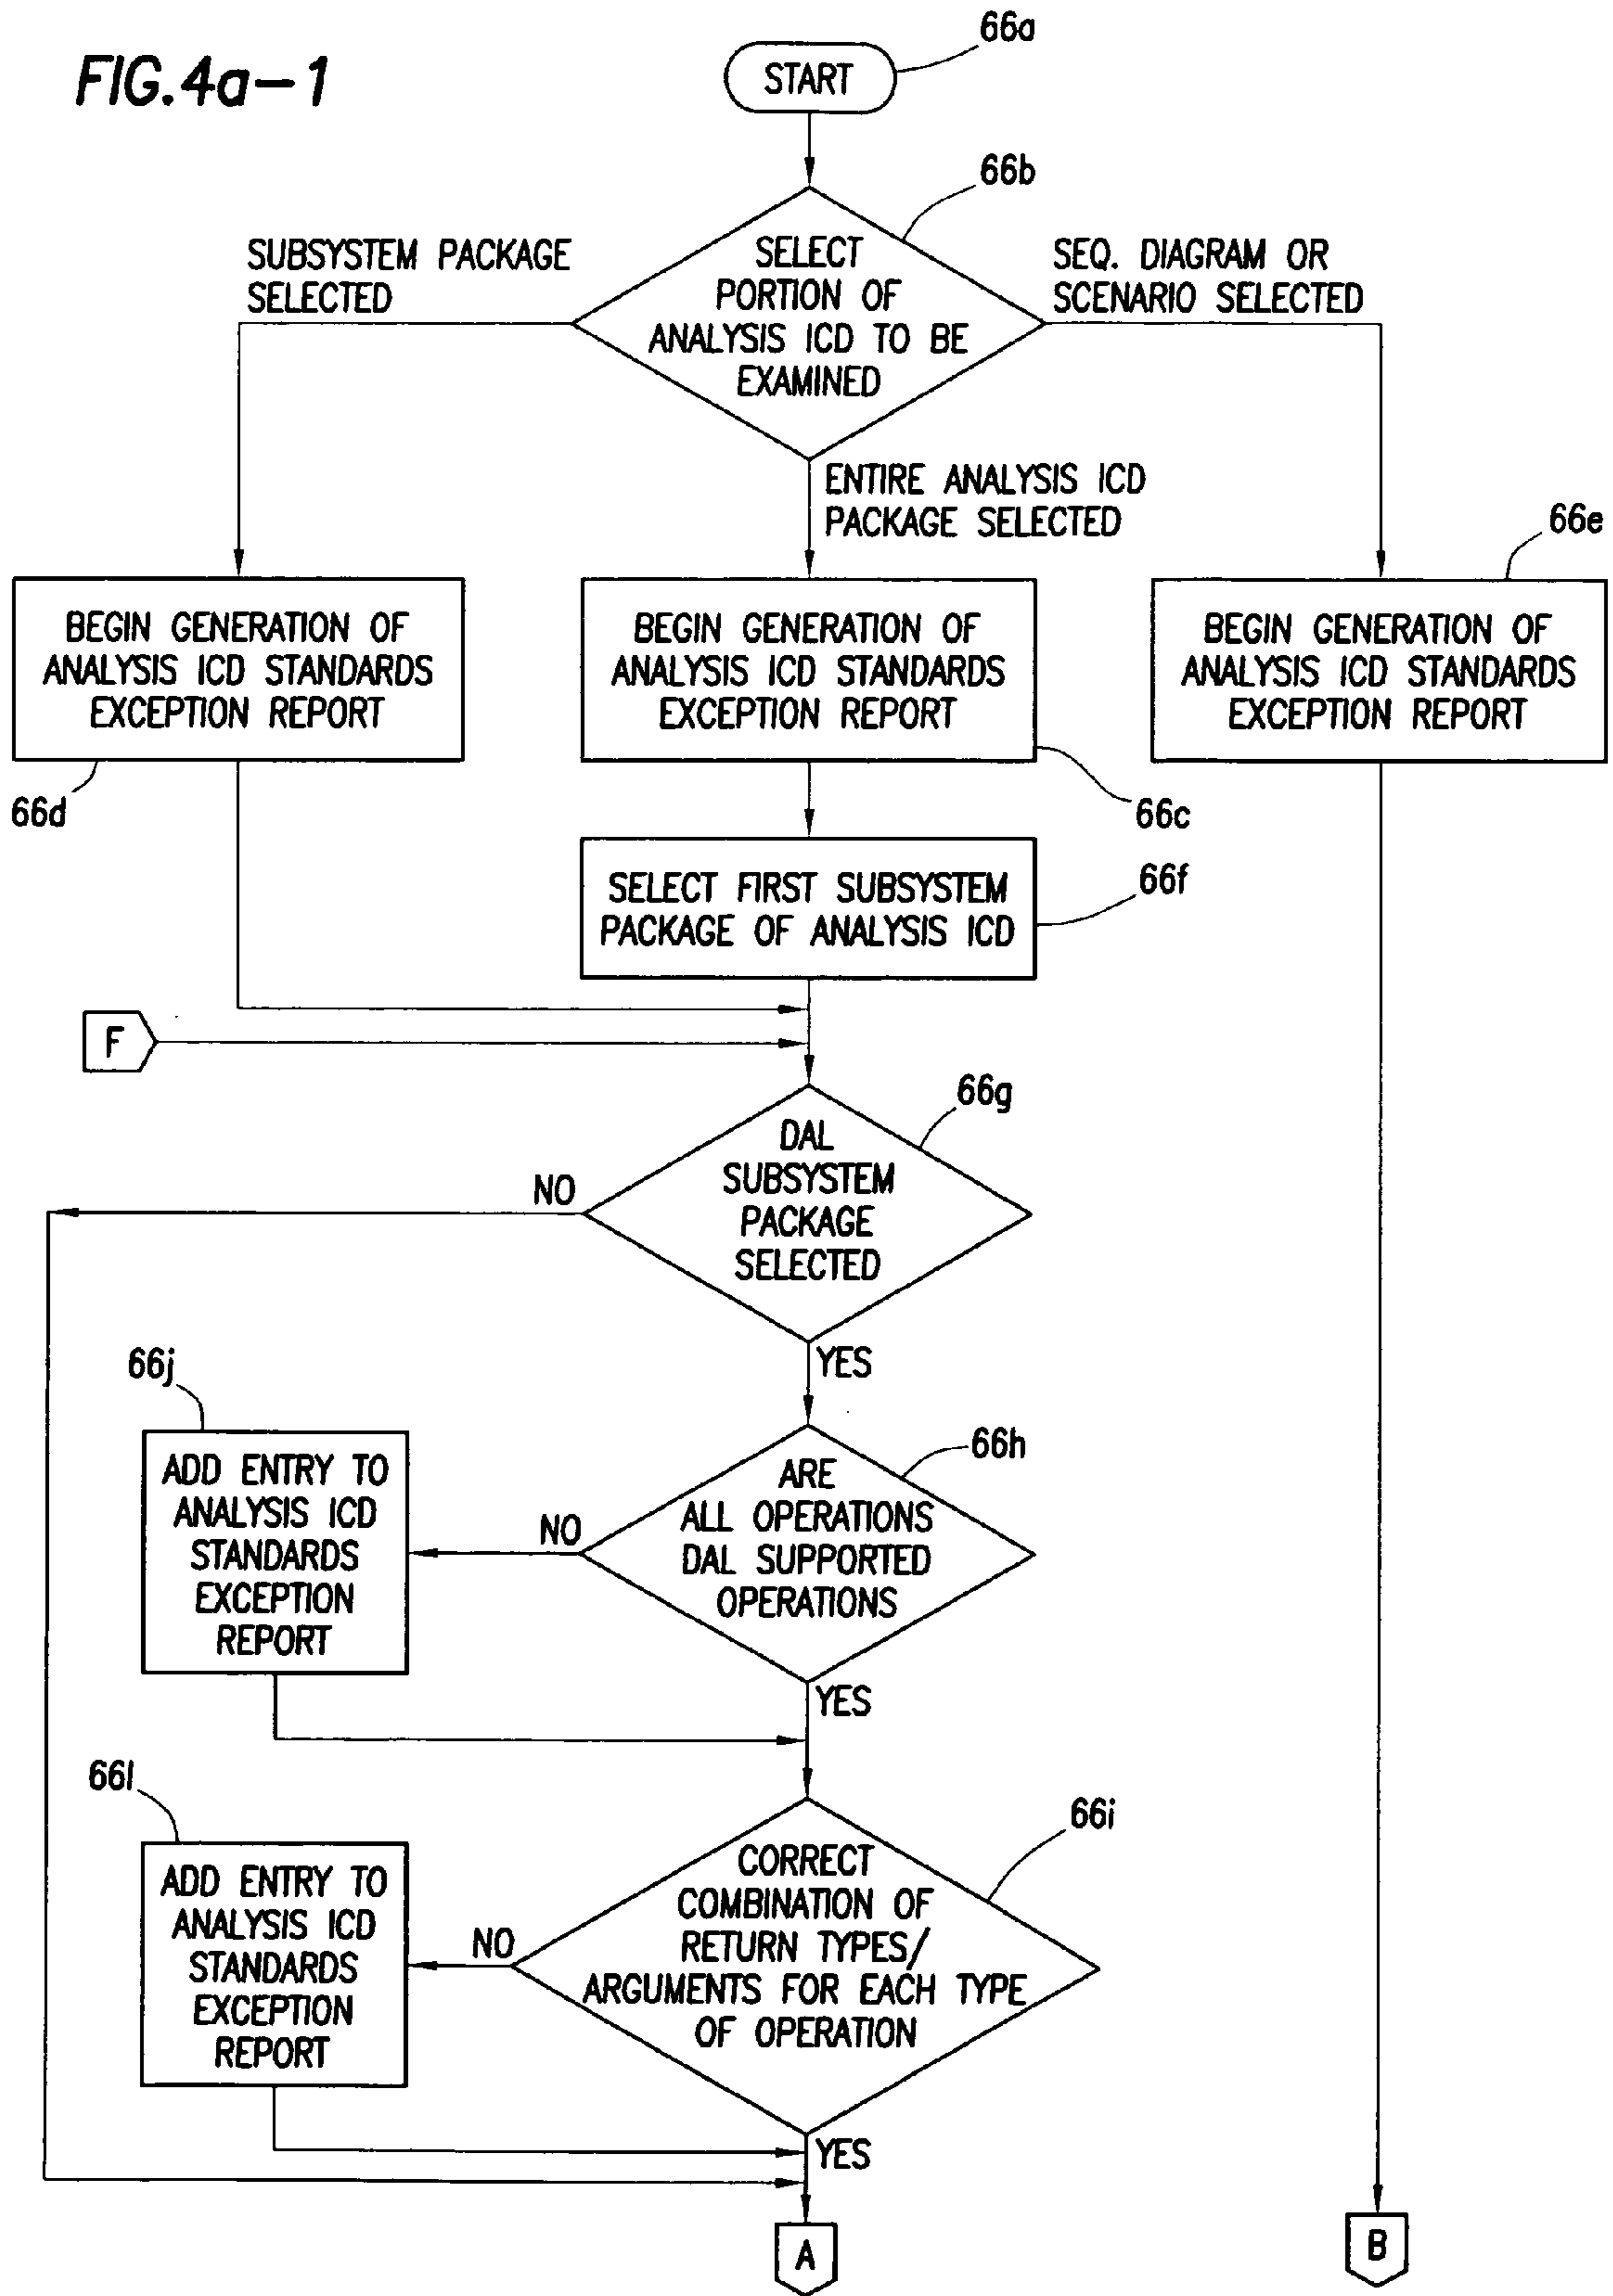 FIG.4a-1
START
66a
66b
SELECT
PORTION OF
ANALYSIS ICD TO BE
EXAMINED
SUBSYSTEM PACKAGE
SELECTED
SEQ. DIAGRAM OR
SCENARIO SELECTED
ENTIRE ANALYSIS ICD
PACKAGE SELECTED
66e
BEGIN GENERATION OF
ANALYSIS ICD STANDARDS
EXCEPTION REPORT
BEGIN GENERATION OF
ANALYSIS ICD STANDARDS
EXCEPTION REPORT
BEGIN GENERATION OF
ANALYSIS ICD STANDARDS
EXCEPTION REPORT
66d
66c
SELECT FIRST SUBSYSTEM
PACKAGE OF ANALYSIS ICD
66f
F
66g
DAL
SUBSYSTEM
PACKAGE
SELECTED
NO
YES
66j
66h
ADD ENTRY TO
ANALYSIS ICD
STANDARDS
EXCEPTION
REPORT
NO
ARE
ALL OPERATIONS
DAL SUPPORTED
OPERATIONS
YES
66l
66i
ADD ENTRY TO
ANALYSIS ICD
STANDARDS
EXCEPTION
REPORT
NO
CORRECT
COMBINATION OF
RETURN TYPES/
ARGUMENTS FOR EACH TYPE
OF OPERATION
YES
A
B